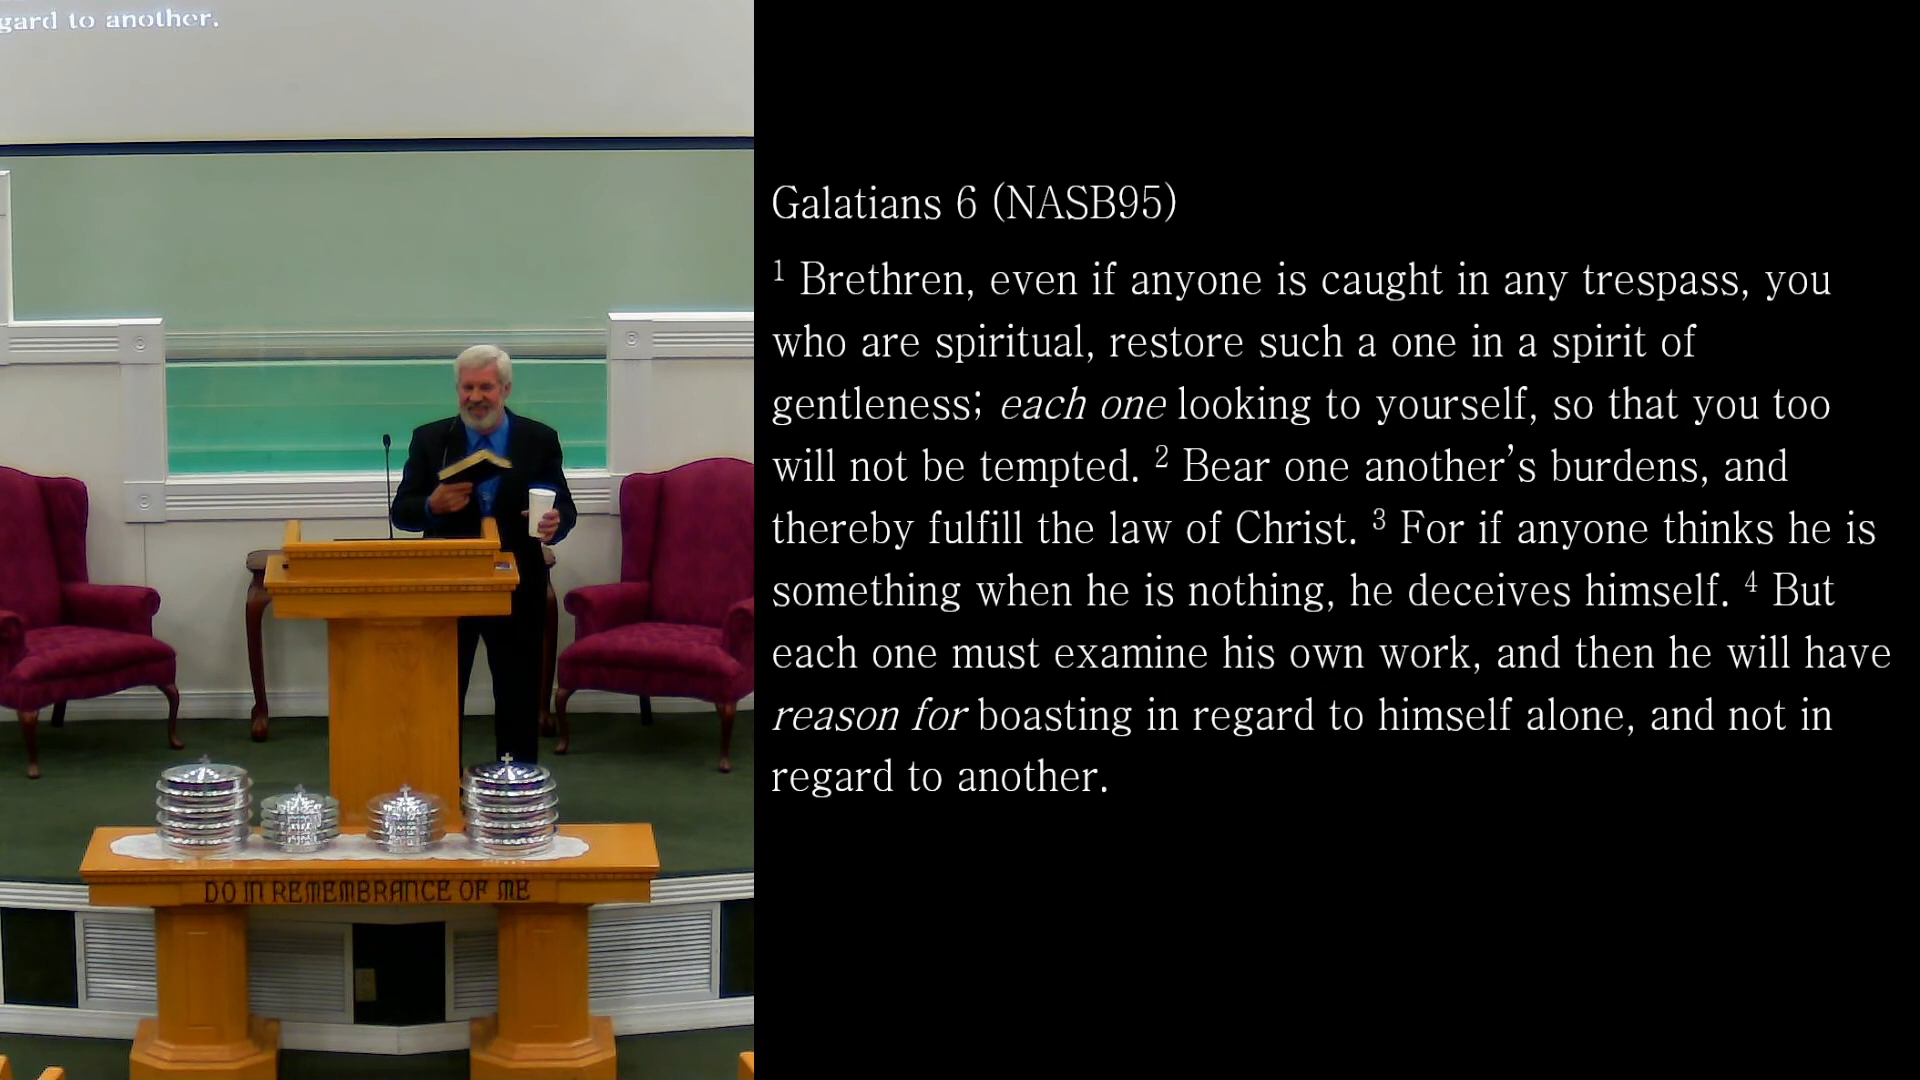 gard to another.
Galatians 6 (NASB95)
1 Brethren, even if anyone is caught in any trespass, you
who are spiritual, restore such a one in a spirit of
gentleness; each one looking to yourself, so that you too
will not be tempted. 2 Bear one another’s burdens, and
thereby fulfill the law of Christ. 3 For if anyone thinks he is
something when he is nothing, he deceives himself. 4 But
each one must examine his own work, and then he will have
reason for boasting in regard to himself alone, and not in
regard to another.
DO IN REMEMBRANCE OF ME